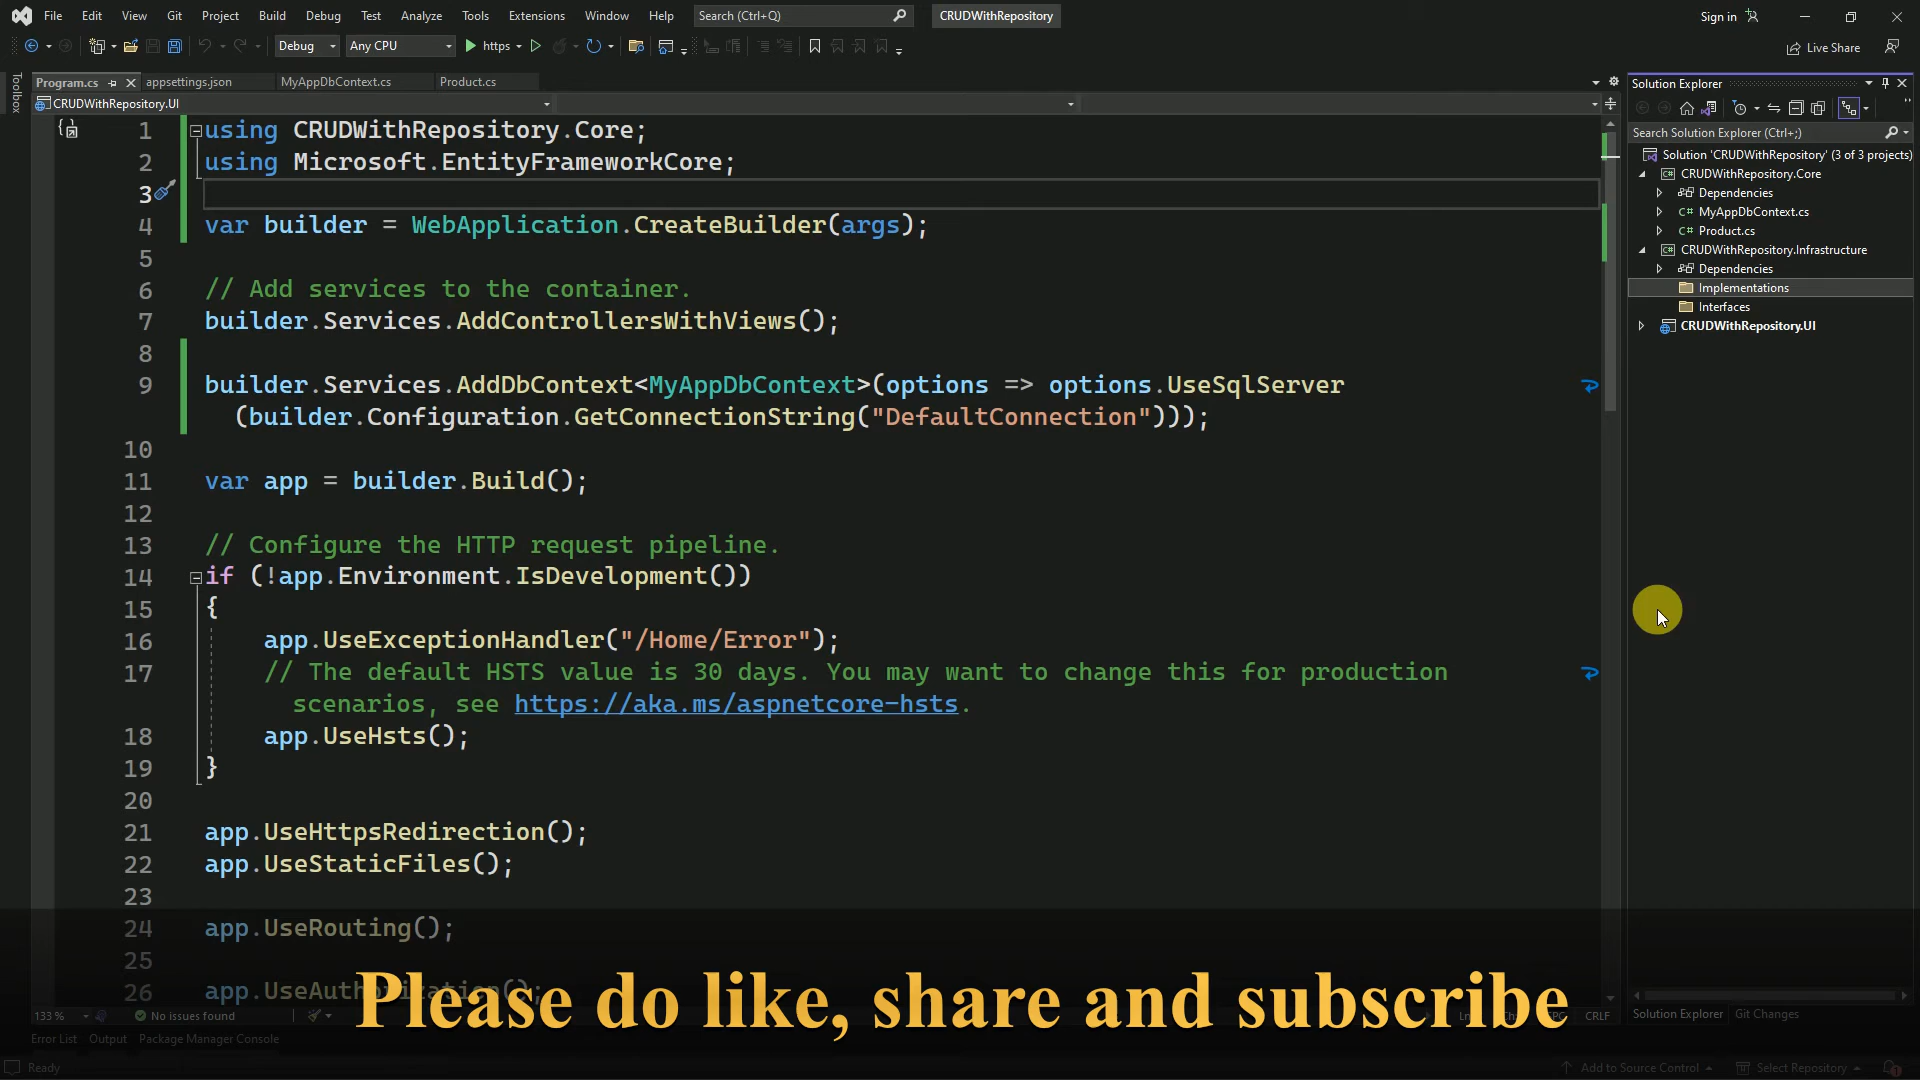 File Edit View Git Project Build Debug Test Analyze Tools Extensions Window Help Search (Ctrl+Q) CRUDWithRepository Sign in
Debug Any CPU https Live Share
Toolbox
Program.cs appsettings.json MyAppDbContext.cs Product.cs
CRUDWithRepository.UI
1 using CRUDWithRepository.Core;
2 using Microsoft.EntityFrameworkCore;
3
4 var builder = WebApplication.CreateBuilder(args);
5
6 // Add services to the container.
7 builder.Services.AddControllersWithViews();
8
9 builder.Services.AddDbContext<MyAppDbContext>(options => options.UseSqlServer
(builder.Configuration.GetConnectionString("DefaultConnection")));
10
11 var app = builder.Build();
12
13 // Configure the HTTP request pipeline.
14 if (!app.Environment.IsDevelopment())
15 {
16 app.UseExceptionHandler("/Home/Error");
17 // The default HSTS value is 30 days. You may want to change this for production
scenarios, see https://aka.ms/aspnetcore-hsts.
18 app.UseHsts();
19 }
20
21 app.UseHttpsRedirection();
22 app.UseStaticFiles();
23
24 app.UseRouting();
25
26 app.UseAuthorization();
Solution Explorer
Search Solution Explorer (Ctrl+;)
Solution 'CRUDWithRepository' (3 of 3 projects)
CRUDWithRepository.Core
Dependencies
C# MyAppDbContext.cs
C# Product.cs
CRUDWithRepository.Infrastructure
Dependencies
Implementations
Interfaces
CRUDWithRepository.UI
Please do like, share and subscribe
133 % No issues found CRLF
Solution Explorer Git Changes
Error List Output Package Manager Console
Ready Add to Source Control Select Repository